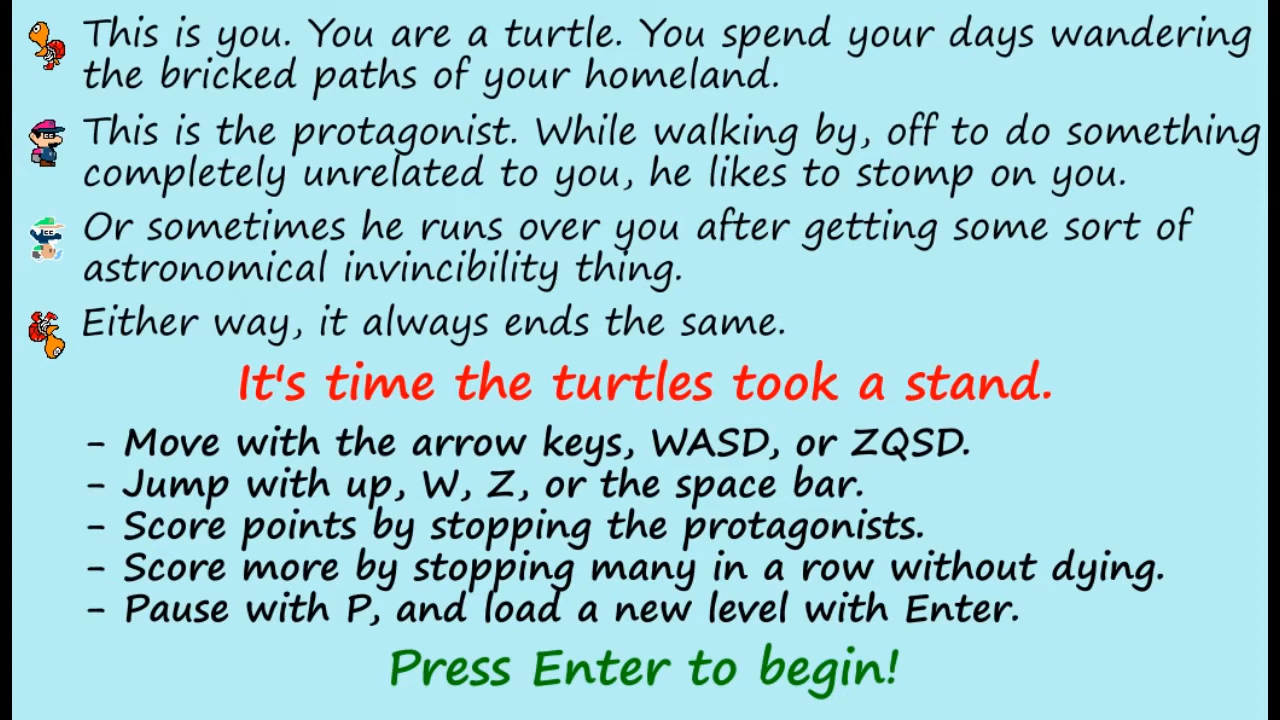 This is you. You are a turtle. You spend your days wandering
the bricked paths of your homeland.
This is the protagonist. While walking by, off to do something
completely unrelated to you, he likes to stomp on you.
Or sometimes he runs over you after getting some sort of
astronomical invincibility thing.
Either way, it always ends the same.
It's time the turtles took a stand.
- Move with the arrow keys, WASD, or ZQSD.
- Jump with up, W, Z, or the space bar.
- Score points by stopping the protagonists.
- Score more by stopping many in a row without dying.
- Pause with P, and load a new level with Enter.
Press Enter to begin!